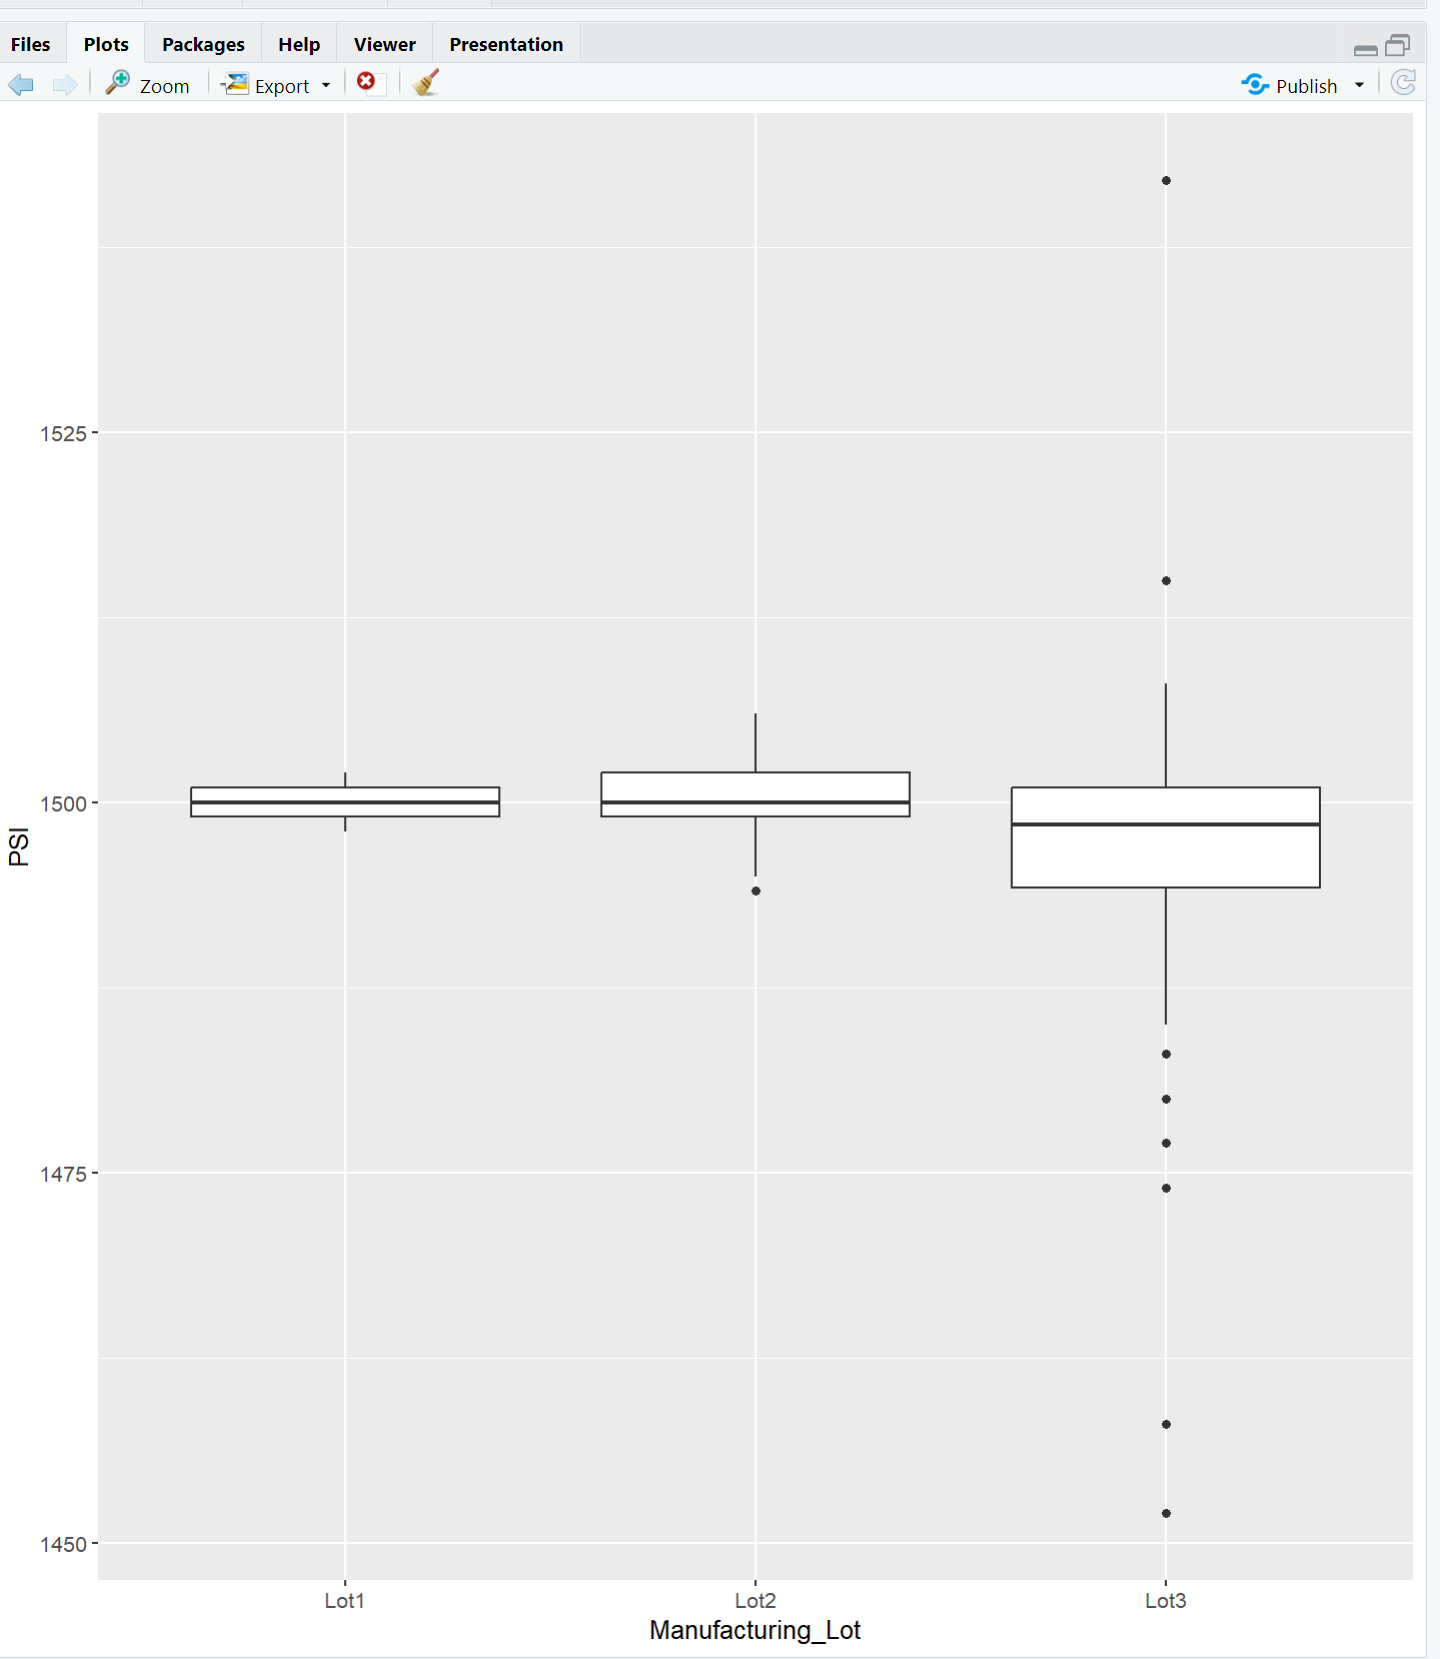 Files Plots Packages Help Viewer Presentation
Zoom Export Publish
1525
1500
PSI
1475
1450
Lot1 Lot2 Lot3
Manufacturing_Lot